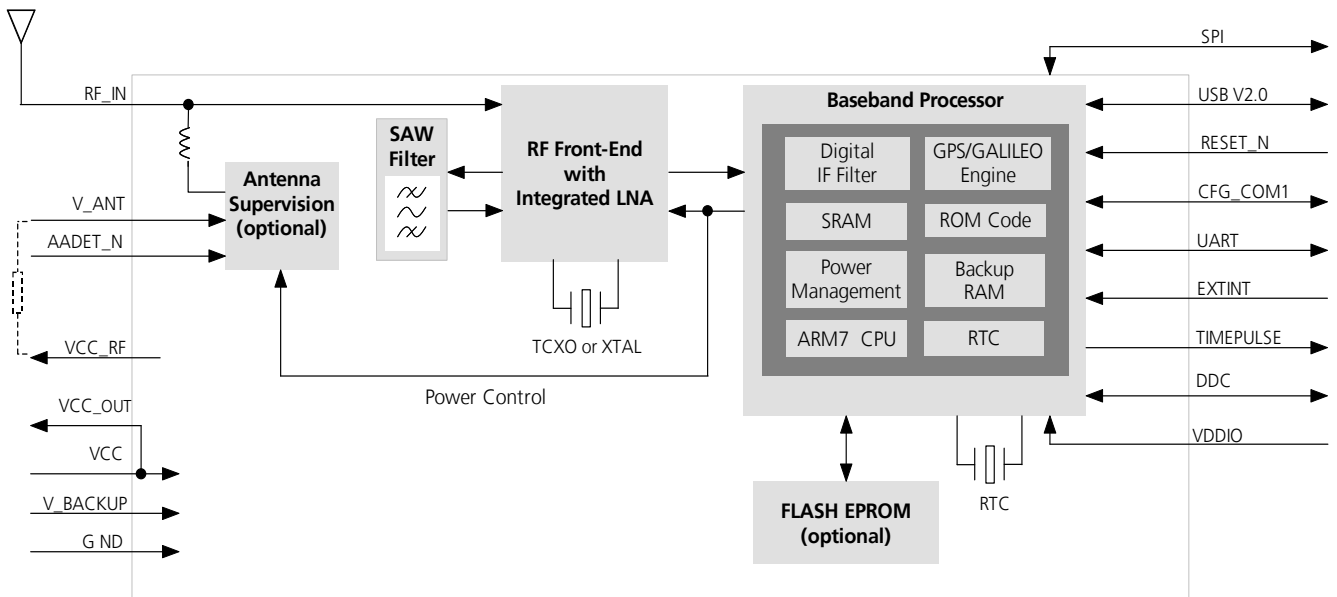 SPI
RF_IN
Baseband Processor
USB V2.0
SAW
Filter
RF Front-End
with
Integrated LNA
Digital
IF Filter
GPS/GALILEO
Engine
RESET_N
Antenna
Supervision
(optional)
V_ANT
AADET_N
SRAM
ROM Code
CFG_COM1
UART
Power
Management
Backup
RAM
EXTINT
TCXO or XTAL
ARM7 CPU
RTC
TIMEPULSE
VCC_RF
Power Control
DDC
VCC_OUT
VCC
VDDIO
V_BACKUP
FLASH EPROM
(optional)
RTC
G ND